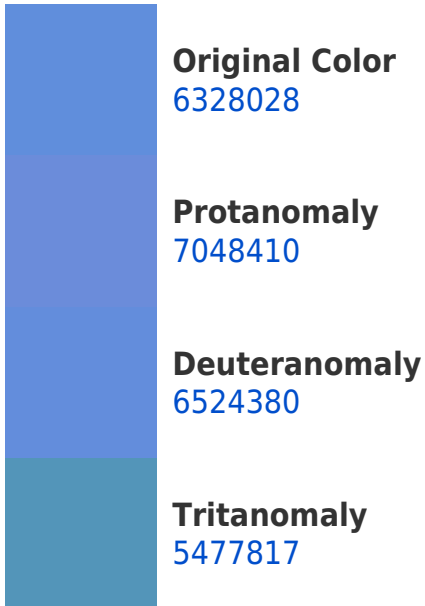 Original Color
6328028
Protanomaly
7048410
Deuteranomaly
6524380
Tritanomaly
5477817